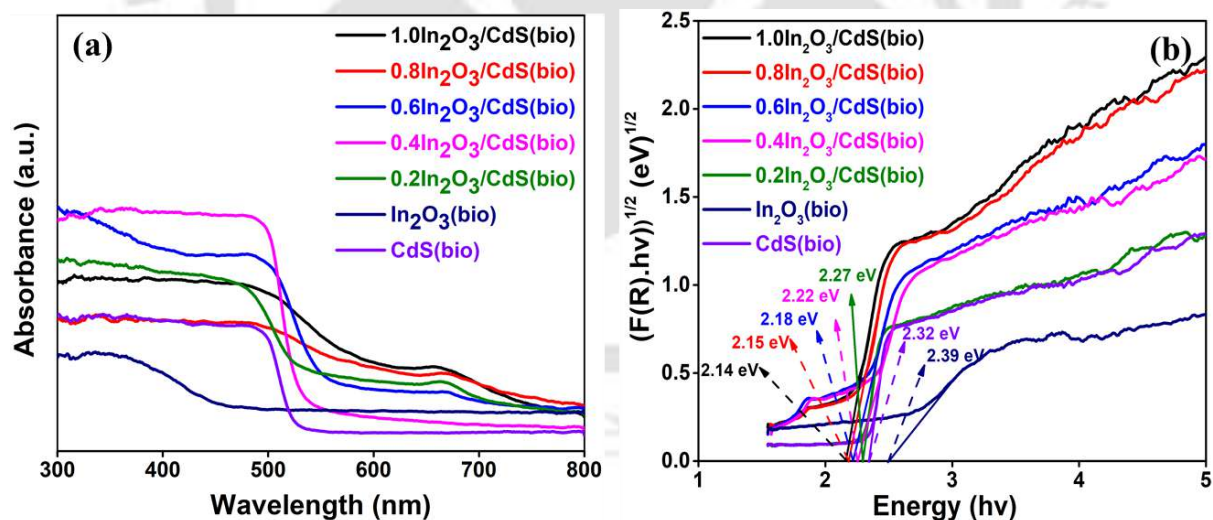 (a)
1.0In₂O₃/CdS(bio)
0.8In₂O₃/CdS(bio)
0.6In₂O₃/CdS(bio)
0.4In₂O₃/CdS(bio)
0.2In₂O₃/CdS(bio)
In₂O₃(bio)
CdS(bio)
Absorbance (a.u.)
300 400 500 600 700 800
Wavelength (nm)
(b)
1.0In₂O₃/CdS(bio)
0.8In₂O₃/CdS(bio)
0.6In₂O₃/CdS(bio)
0.4In₂O₃/CdS(bio)
0.2In₂O₃/CdS(bio)
In₂O₃(bio)
CdS(bio)
2.27 eV
2.22 eV
2.18 eV
2.32 eV
2.15 eV
2.39 eV
2.14 eV
(F(R).hv))^1/2 (eV)^1/2
2.5
2.0
1.5
1.0
0.5
0.0
1 2 3 4 5
Energy (hv)